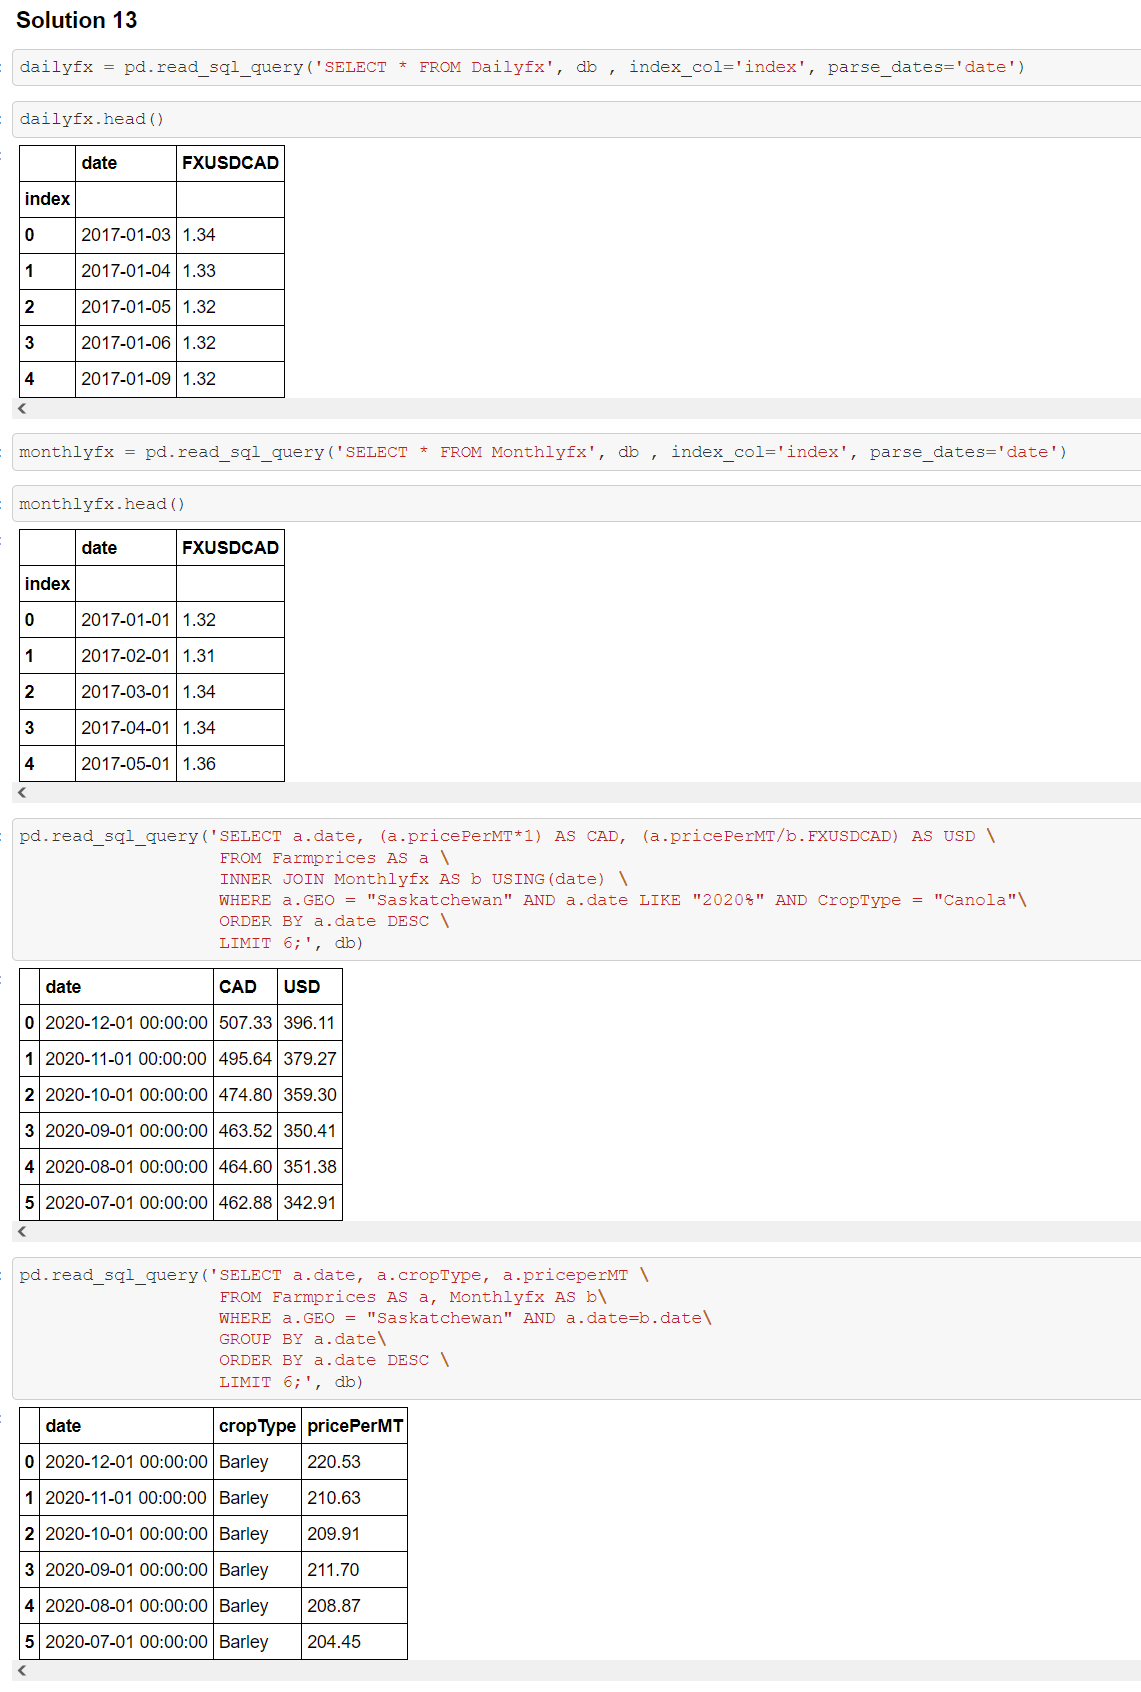 Solution 13
dailyfx = pd.read_sql_query('SELECT * FROM Dailyfx', db , index_col='index', parse_dates='date')
dailyfx.head()
date FXUSDCAD
index
0 2017-01-03 1.34
1 2017-01-04 1.33
2 2017-01-05 1.32
3 2017-01-06 1.32
4 2017-01-09 1.32
monthlyfx = pd.read_sql_query('SELECT * FROM Monthlyfx', db , index_col='index', parse_dates='date')
monthlyfx.head()
date FXUSDCAD
index
0 2017-01-01 1.32
1 2017-02-01 1.31
2 2017-03-01 1.34
3 2017-04-01 1.34
4 2017-05-01 1.36
pd.read_sql_query('SELECT a.date, (a.pricePerMT*1) AS CAD, (a.pricePerMT/b.FXUSDCAD) AS USD \
FROM Farmprices AS a \
INNER JOIN Monthlyfx AS b USING(date) \
WHERE a.GEO = "Saskatchewan" AND a.date LIKE "2020%" AND CropType = "Canola"\
ORDER BY a.date DESC \
LIMIT 6;', db)
date CAD USD
0 2020-12-01 00:00:00 507.33 396.11
1 2020-11-01 00:00:00 495.64 379.27
2 2020-10-01 00:00:00 474.80 359.30
3 2020-09-01 00:00:00 463.52 350.41
4 2020-08-01 00:00:00 464.60 351.38
5 2020-07-01 00:00:00 462.88 342.91
pd.read_sql_query('SELECT a.date, a.cropType, a.priceperMT \
FROM Farmprices AS a, Monthlyfx AS b\
WHERE a.GEO = "Saskatchewan" AND a.date=b.date\
GROUP BY a.date\
ORDER BY a.date DESC \
LIMIT 6;', db)
date cropType pricePerMT
0 2020-12-01 00:00:00 Barley 220.53
1 2020-11-01 00:00:00 Barley 210.63
2 2020-10-01 00:00:00 Barley 209.91
3 2020-09-01 00:00:00 Barley 211.70
4 2020-08-01 00:00:00 Barley 208.87
5 2020-07-01 00:00:00 Barley 204.45